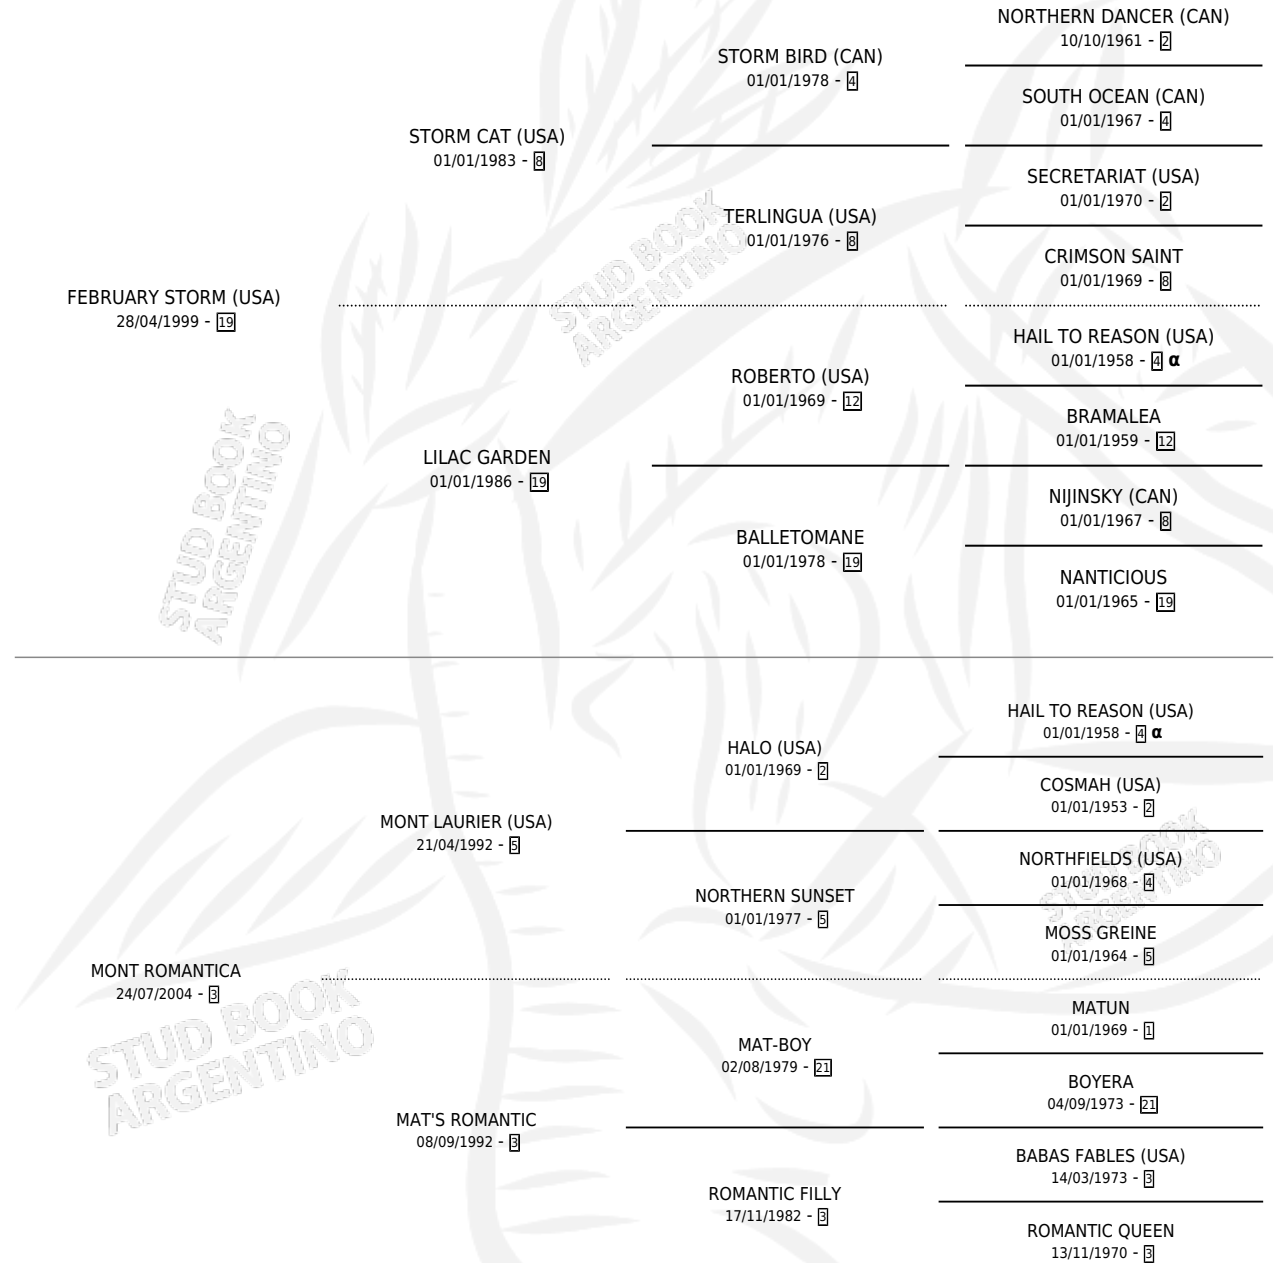 NORTHERN DANCER (CAN)
10/10/1961 - 2
STORM BIRD (CAN)
01/01/1978 - 4
SOUTH OCEAN (CAN)
01/01/1967 - 4
STORM CAT (USA)
01/01/1983 - 8
SECRETARIAT (USA)
01/01/1970 - 2
TERLINGUA (USA)
01/01/1976 - 8
CRIMSON SAINT
01/01/1969 - 8
FEBRUARY STORM (USA)
28/04/1999 - 19
HAIL TO REASON (USA)
01/01/1958 - 4 α
ROBERTO (USA)
01/01/1969 - 12
BRAMALEA
01/01/1959 - 12
LILAC GARDEN
01/01/1986 - 19
NIJINSKY (CAN)
01/01/1967 - 8
BALLETOMANE
01/01/1978 - 19
NANTICIOUS
01/01/1965 - 19
HAIL TO REASON (USA)
01/01/1958 - 4 α
HALO (USA)
01/01/1969 - 2
COSMAH (USA)
01/01/1953 - 2
MONT LAURIER (USA)
21/04/1992 - 5
NORTHFIELDS (USA)
01/01/1968 - 4
NORTHERN SUNSET
01/01/1977 - 5
MOSS GREINE
01/01/1964 - 5
MONT ROMANTICA
24/07/2004 - 3
MATUN
01/01/1969 - 1
MAT-BOY
02/08/1979 - 21
BOYERA
04/09/1973 - 21
MAT'S ROMANTIC
08/09/1992 - 3
BABAS FABLES (USA)
14/03/1973 - 3
ROMANTIC FILLY
17/11/1982 - 3
ROMANTIC QUEEN
13/11/1970 - 3
STUD BOOK
ARGENTINO
STUD BOOK
ARGENTINO
STUD BOOK
ARGENTINO
STUD BOOK
ARGENTINO